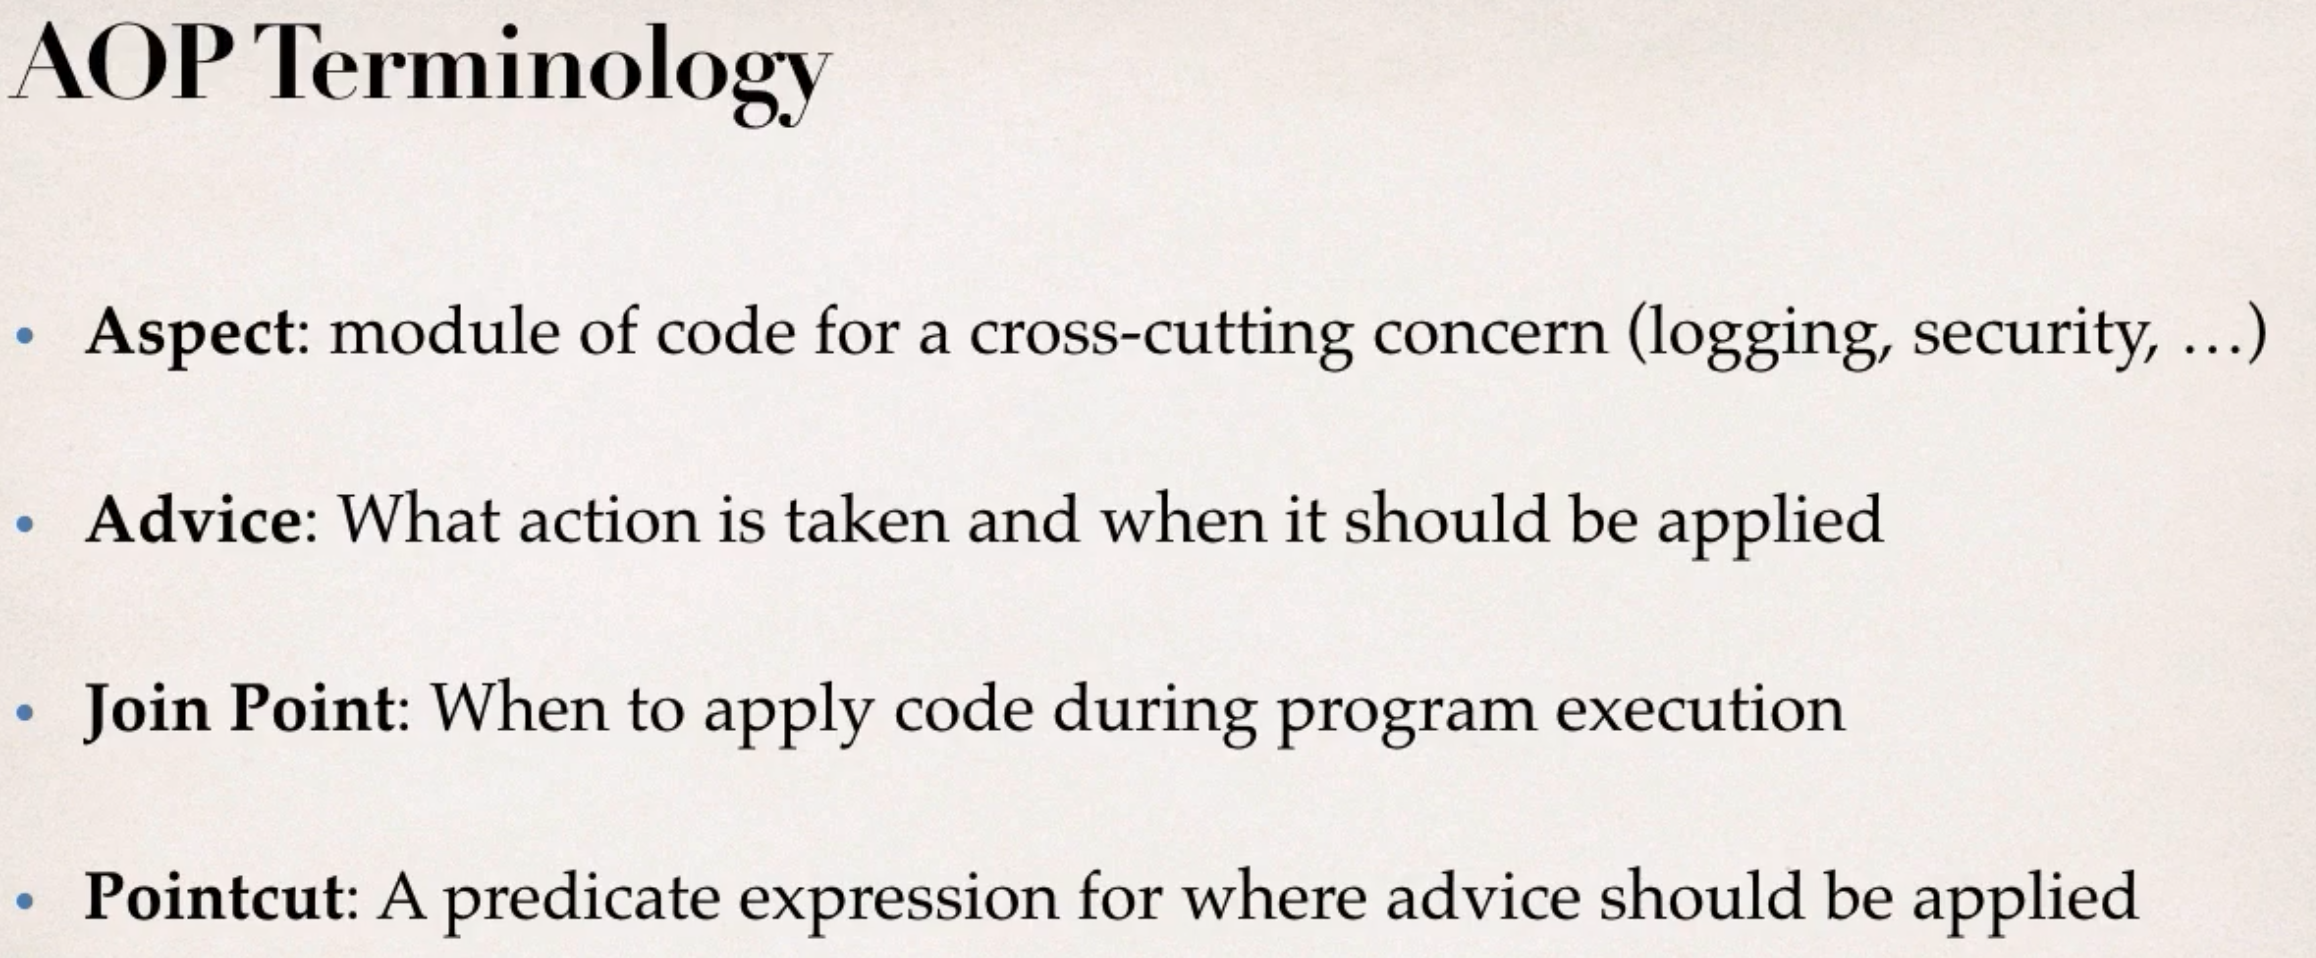 AOP Terminology
• Aspect: module of code for a cross-cutting concern (logging, security, …)
• Advice: What action is taken and when it should be applied
• Join Point: When to apply code during program execution
• Pointcut: A predicate expression for where advice should be applied